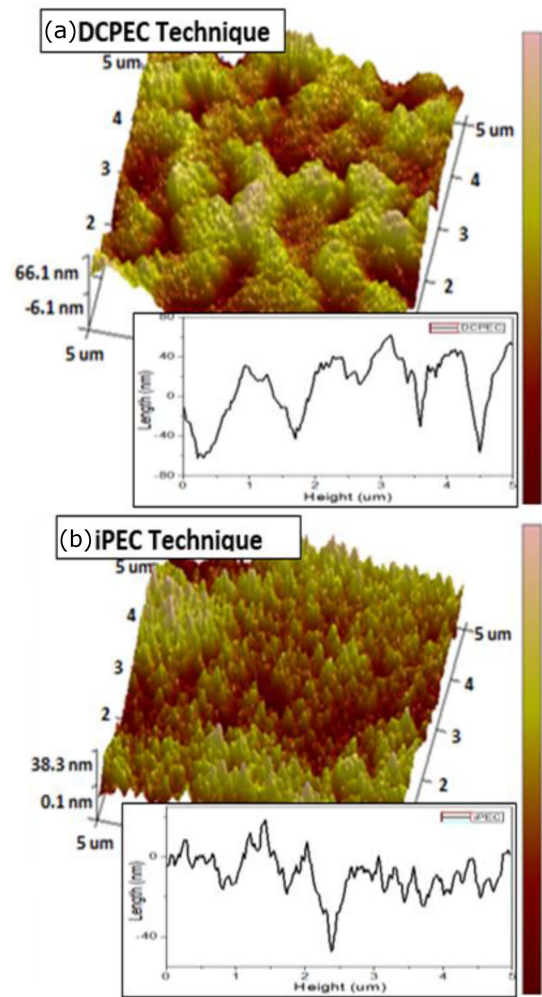 (a) DCPEC Technique
5 um
4
3
2
5 um
4
3
2
66.1 nm
-6.1 nm
5 um
80
40
0
-40
-80
Length (nm)
DCPEC
0 1 2 3 4 5
Height (um)
(b) iPEC Technique
5 um
4
3
2
5 um
4
3
2
38.3 nm
0.1 nm
5 um
0
-40
Length (nm)
iPEC
0 1 2 3 4 5
Height (um)